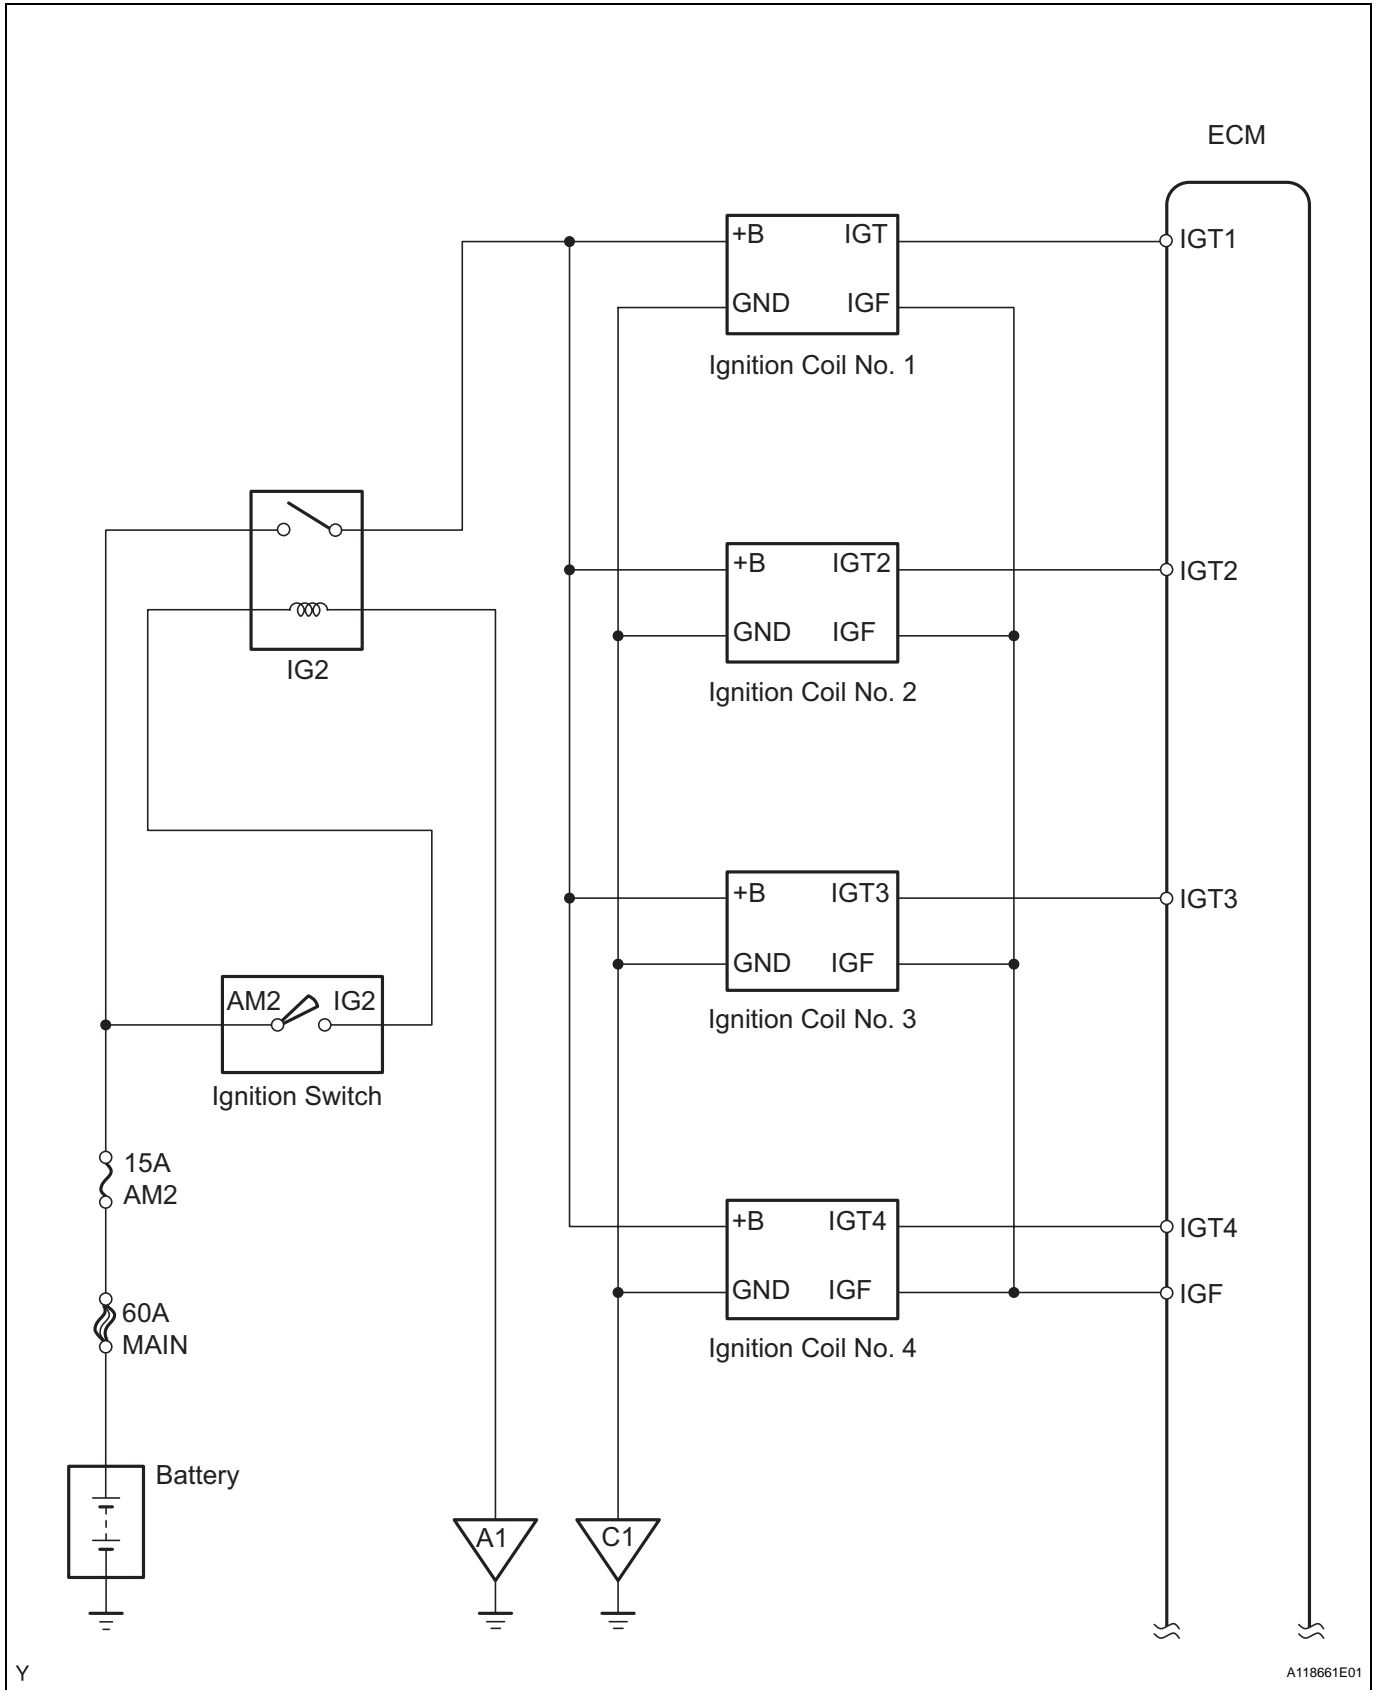 ECM
+B IGT
IGT1
GND IGF
Ignition Coil No. 1
+B IGT2
IGT2
GND IGF
IG2
Ignition Coil No. 2
+B IGT3
IGT3
GND IGF
AM2 IG2
Ignition Coil No. 3
Ignition Switch
15A
AM2
+B IGT4
IGT4
GND IGF
IGF
60A
MAIN
Ignition Coil No. 4
Battery
A1
C1
Y
A118661E01